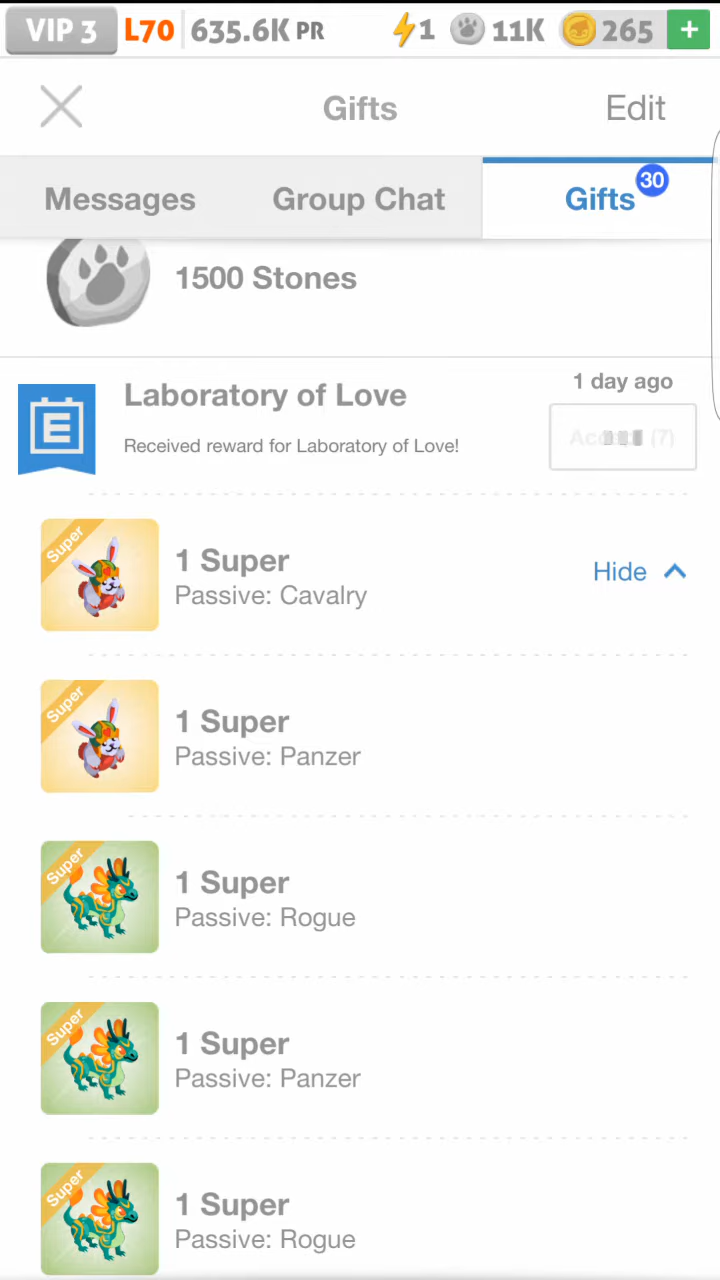 VIP 3 L70 635.6K PR 1 11K 265 +
Gifts Edit
Messages Group Chat Gifts 30
1500 Stones
Laboratory of Love
1 day ago
Received reward for Laboratory of Love!
(7)
Super
1 Super
Passive: Cavalry
Hide
Super
1 Super
Passive: Panzer
Super
1 Super
Passive: Rogue
Super
1 Super
Passive: Panzer
Super
1 Super
Passive: Rogue